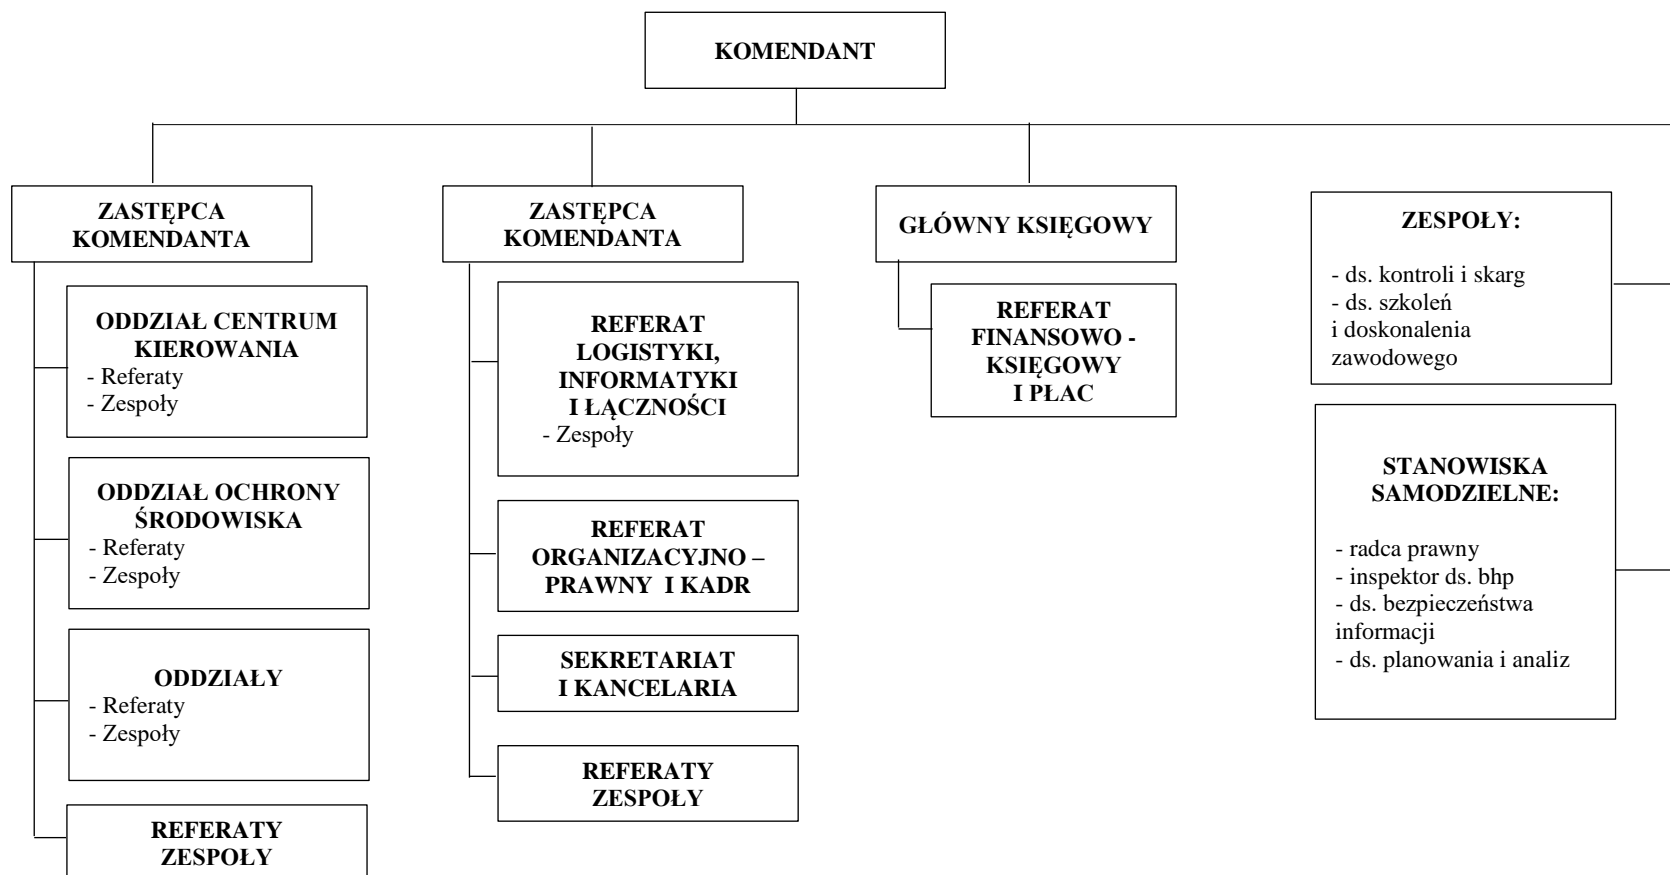 KOMENDANT
ZASTĘPCA
KOMENDANTA
ODDZIAŁ CENTRUM
KIEROWANIA
- Referaty
- Zespoły
ODDZIAŁ OCHRONY
ŚRODOWISKA
- Referaty
- Zespoły
ODDZIAŁY
- Referaty
- Zespoły
REFERATY
ZESPOŁY
ZASTĘPCA
KOMENDANTA
REFERAT
LOGISTYKI,
INFORMATYKI
I ŁĄCZNOŚCI
- Zespoły
REFERAT
ORGANIZACYJNO –
PRAWNY I KADR
SEKRETARIAT
I KANCELARIA
REFERATY
ZESPOŁY
GŁÓWNY KSIĘGOWY
REFERAT
FINANSOWO -
KSIĘGOWY
I PŁAC
ZESPOŁY:
- ds. kontroli i skarg
- ds. szkoleń
i doskonalenia
zawodowego
STANOWISKA
SAMODZIELNE:
- radca prawny
- inspektor ds. bhp
- ds. bezpieczeństwa
informacji
- ds. planowania i analiz